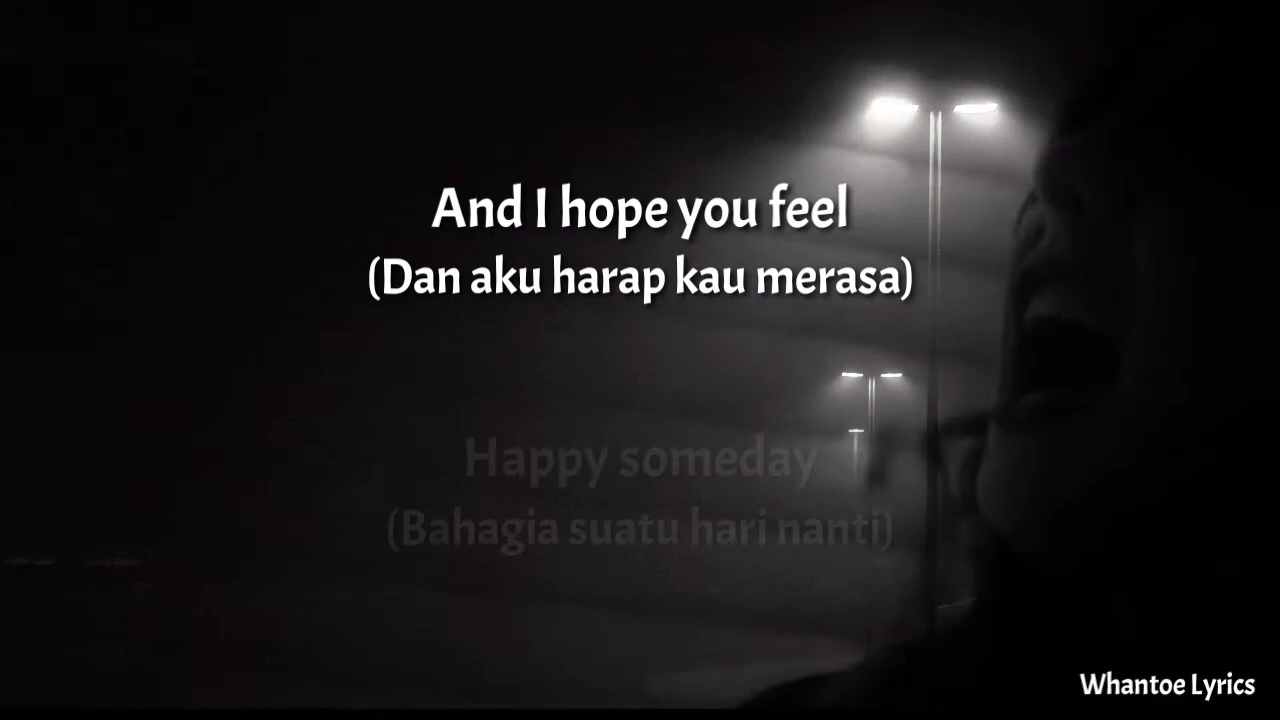 And I hope you feel
(Dan aku harap kau merasa)
Happy someday
(Bahagia suatu hari nanti)
Whantoe Lyrics